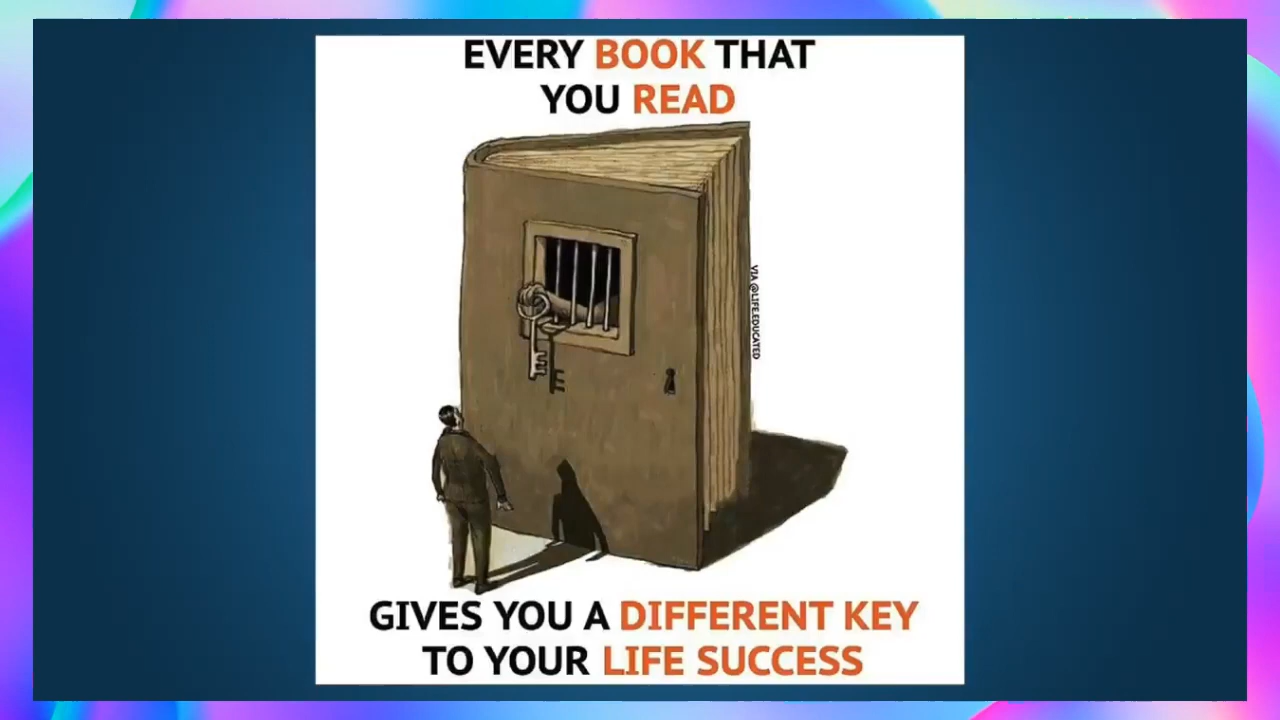 EVERY BOOK THAT
YOU READ
VIA @LIFE.EDUCATED
GIVES YOU A DIFFERENT KEY
TO YOUR LIFE SUCCESS